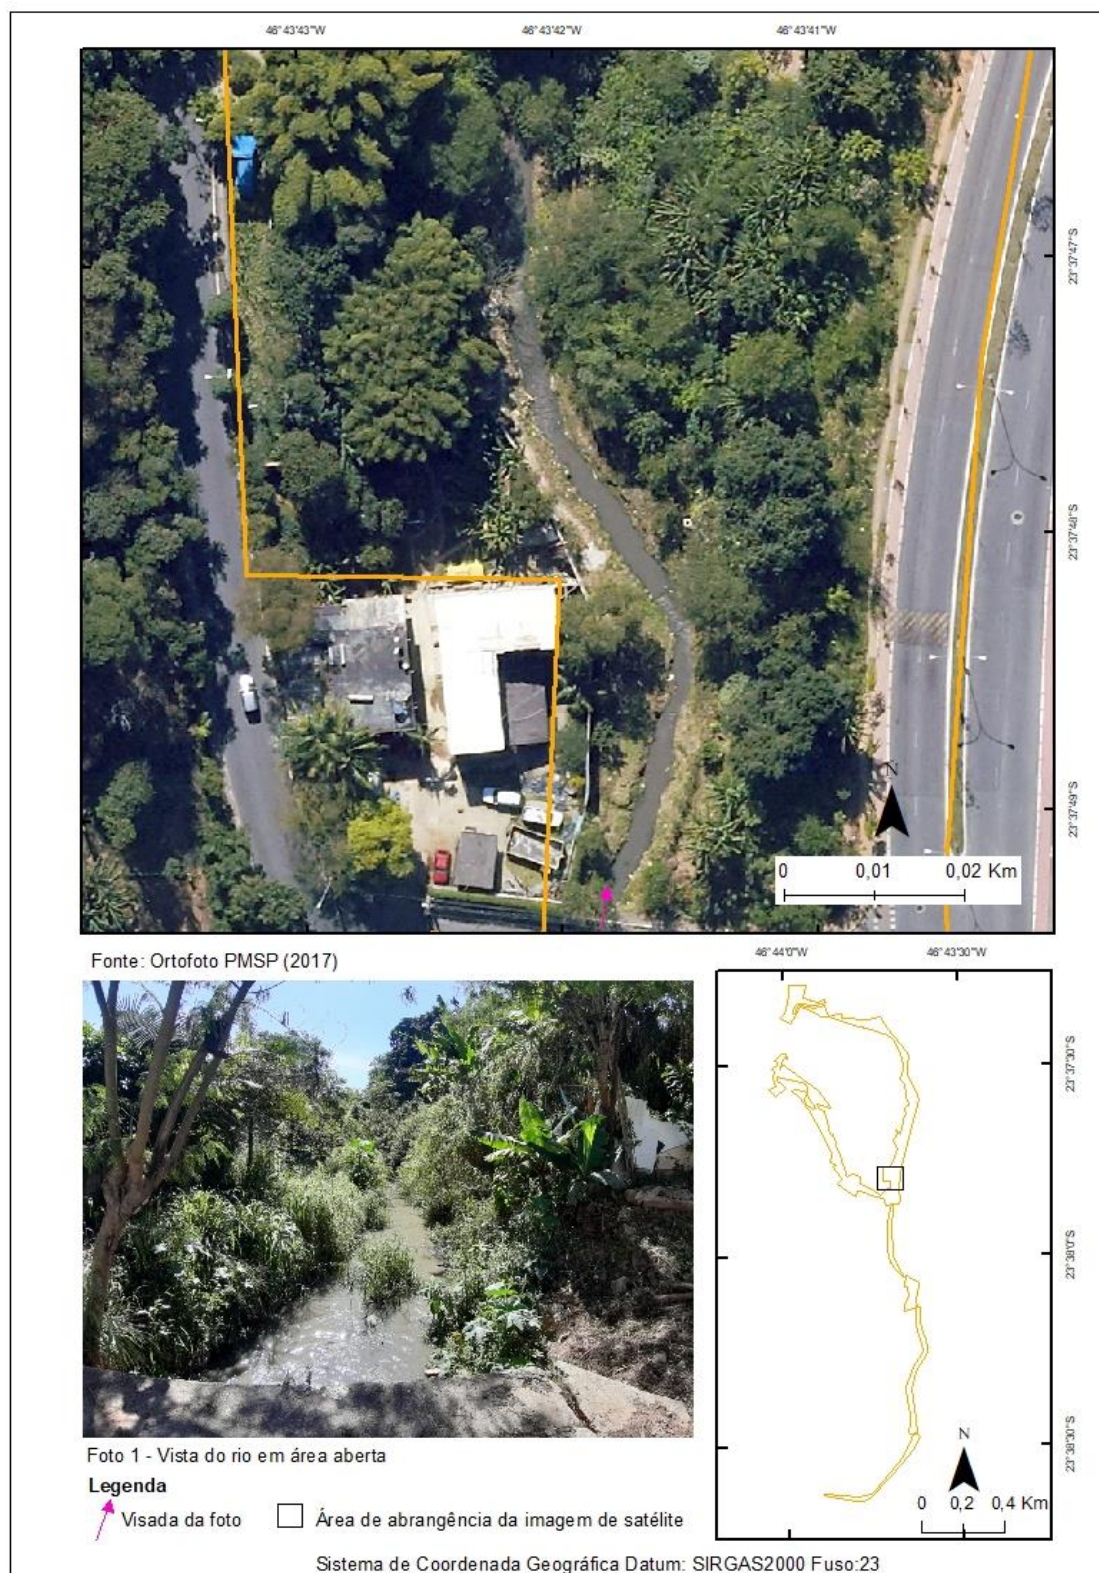 46°43'43"W
46°43'42"W
46°43'41"W
23°37'47"S
23°37'48"S
23°37'49"S
N
0 0,01 0,02 Km
Fonte: Ortofoto PMSP (2017)
46°44'0"W
46°43'30"W
23°37'30"S
23°38'0"S
23°38'30"S
N
0 0,2 0,4 Km
Foto 1 - Vista do rio em área aberta
Legenda
Visada da foto
Área de abrangência da imagem de satélite
Sistema de Coordenada Geográfica Datum: SIRGAS2000 Fuso:23